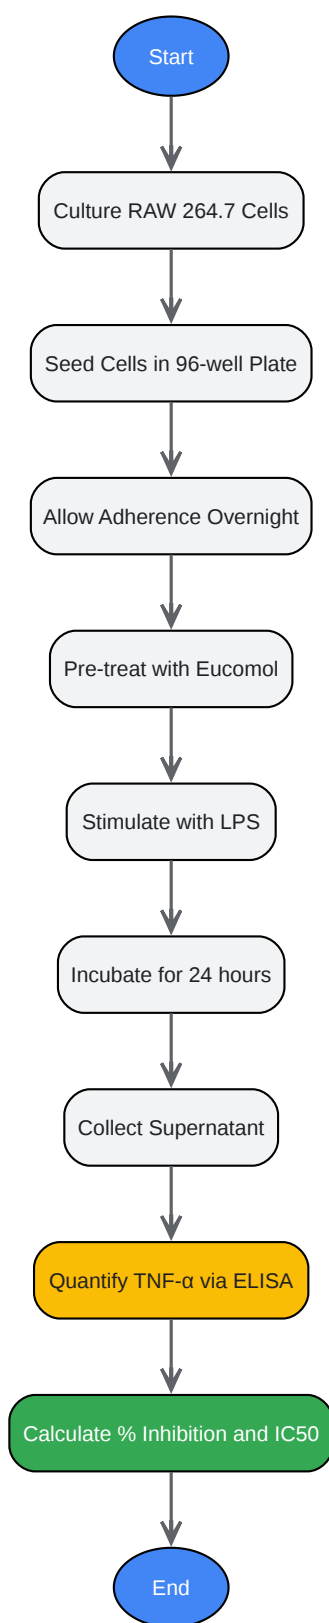 Start
Culture RAW 264.7 Cells
Seed Cells in 96-well Plate
Allow Adherence Overnight
Pre-treat with Eucomol
Stimulate with LPS
Incubate for 24 hours
Collect Supernatant
Quantify TNF-α via ELISA
Calculate % Inhibition and IC50
End